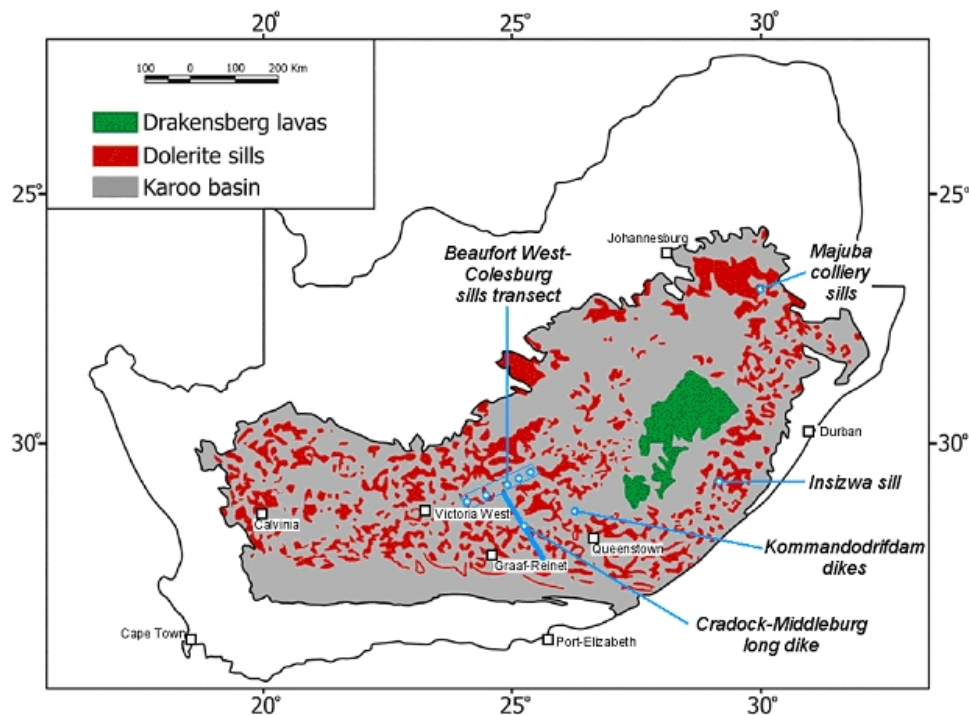 20°
25°
30°
100 0 100 200 Km
Drakensberg lavas
Dolerite sills
Karoo basin
25°
25°
Johannesburg
Beaufort West-
Colesburg
sills transect
Majuba
colliery
sills
30°
30°
Durban
Insizwa sill
Calvinia
Victoria West
Queenstown
Graaf-Reinet
Kommandodrifdam
dikes
Cradock-Middleburg
long dike
Cape Town
Port-Elizabeth
20°
25°
30°